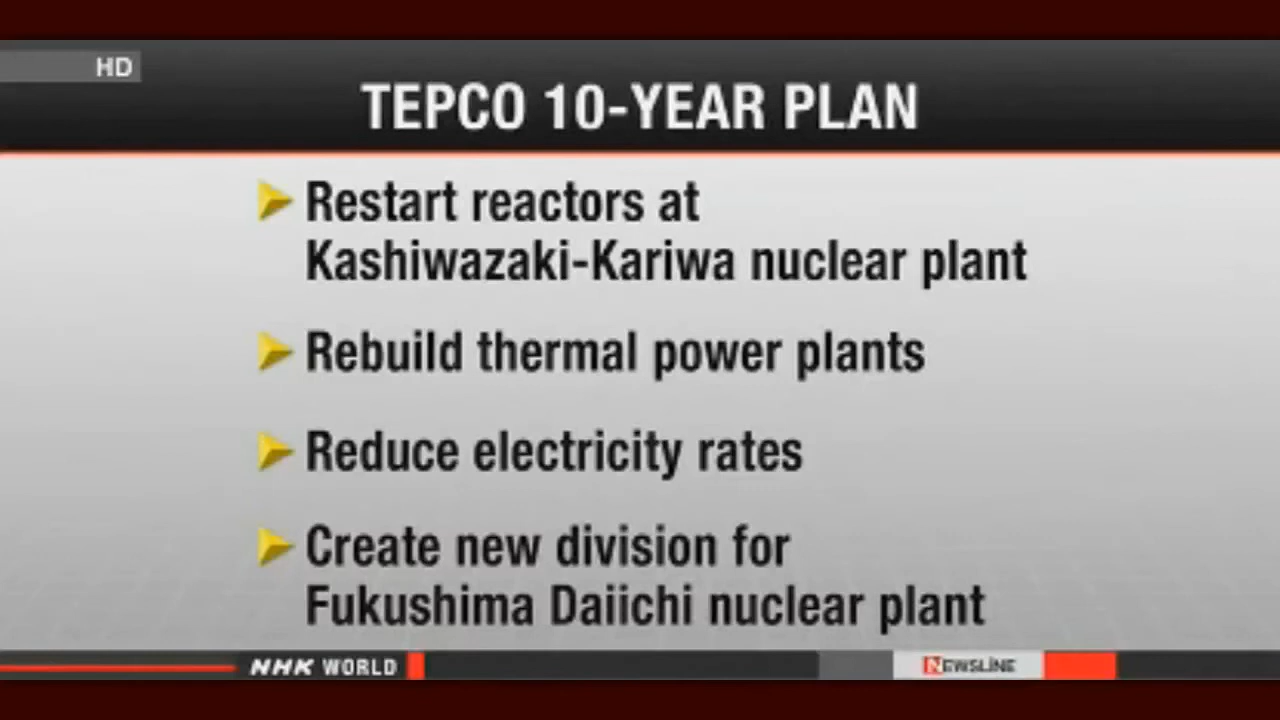 HD
TEPCO 10-YEAR PLAN
Restart reactors at
Kashiwazaki-Kariwa nuclear plant
Rebuild thermal power plants
Reduce electricity rates
Create new division for
Fukushima Daiichi nuclear plant
NHK WORLD
NEWSLINE